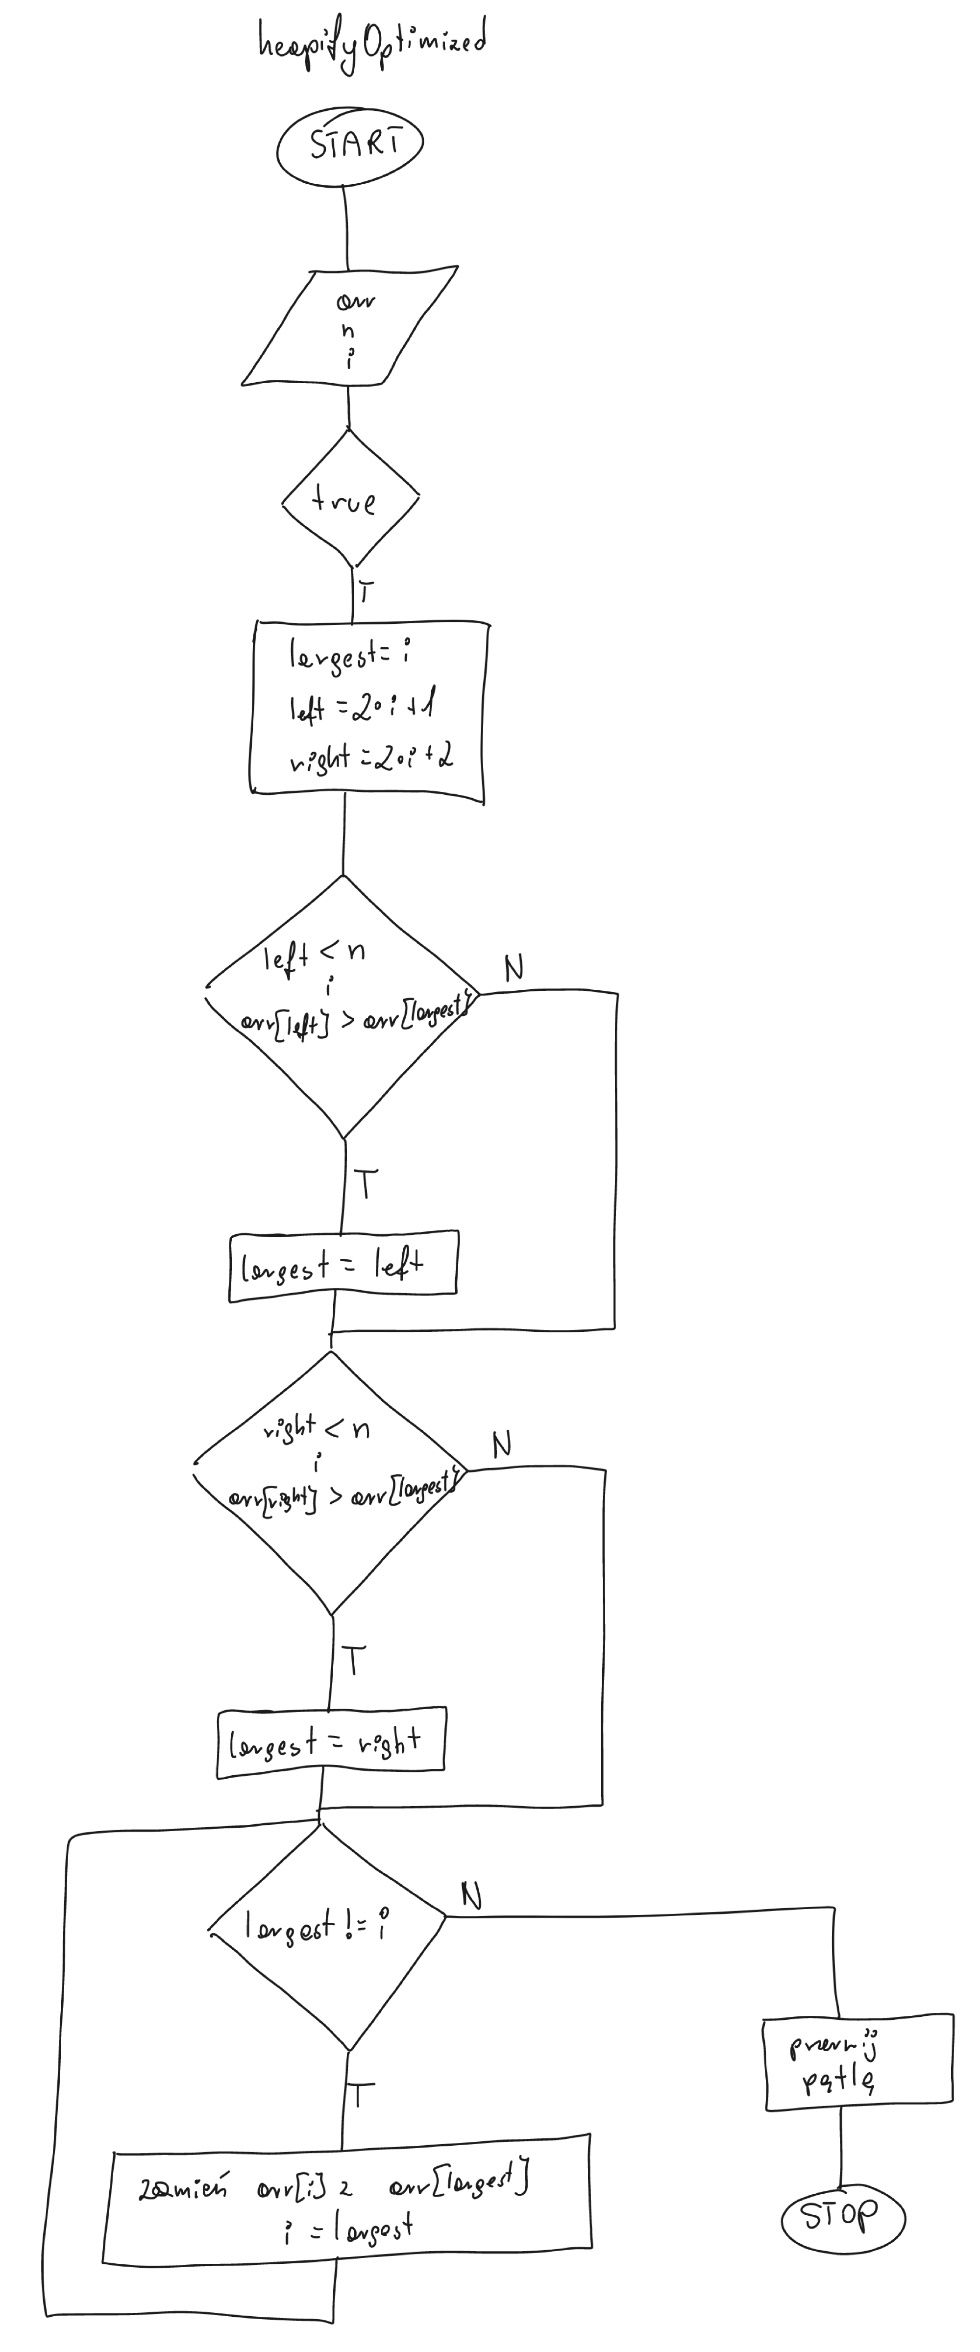 heapifyOptimized
START
arr
n
i
true
T
largest = i
left = 2•i+1
right = 2•i+2
left < n
i
arr[left] > arr[largest]
N
T
largest = left
right < n
i
arr[right] > arr[largest]
N
T
largest = right
largest != i
N
T
przerwij
pętlę
zamień arr[i] z arr[largest]
i = largest
STOP